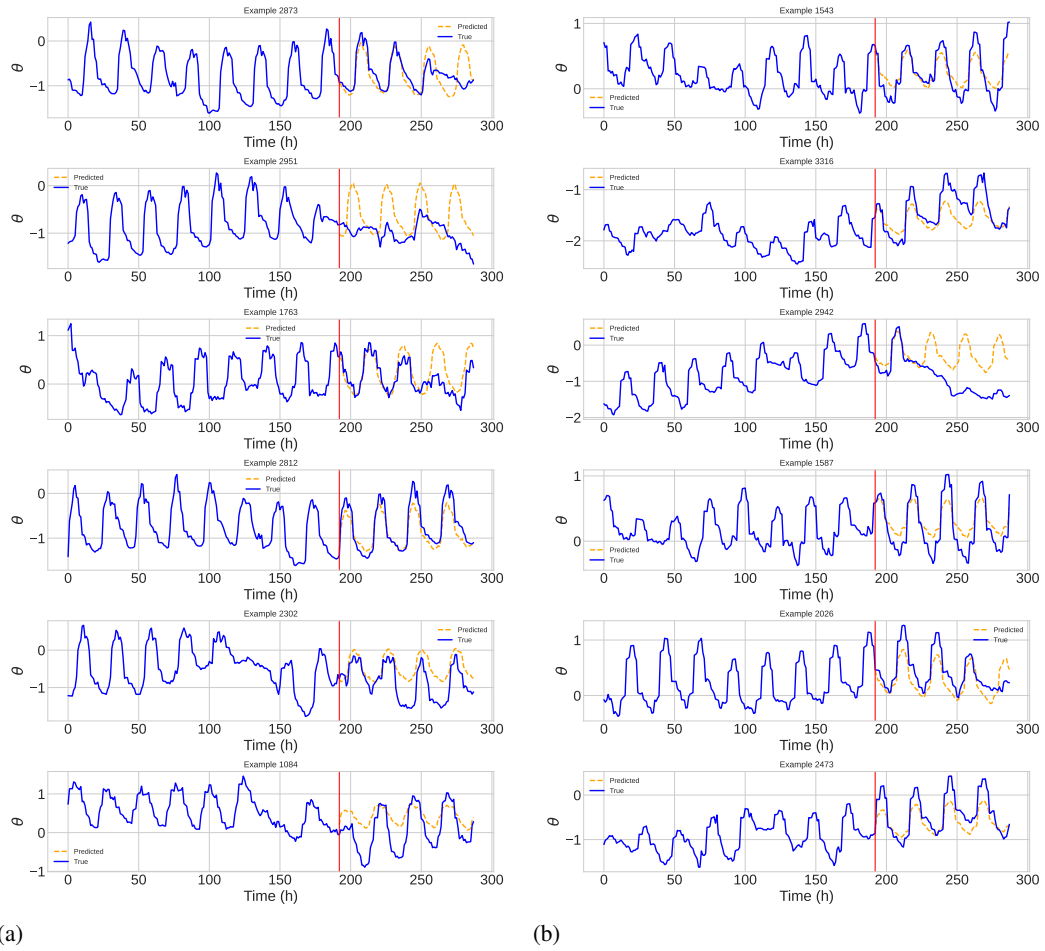 Example 2873
Predicted
True
0
−1
θ
0 50 100 150 200 250 300
Time (h)
Example 2951
Predicted
True
0
−1
θ
0 50 100 150 200 250 300
Time (h)
Example 1763
Predicted
True
1
0
θ
0 50 100 150 200 250 300
Time (h)
Example 2812
Predicted
True
0
−1
θ
0 50 100 150 200 250 300
Time (h)
Example 2302
Predicted
True
0
−1
θ
0 50 100 150 200 250 300
Time (h)
Example 1084
1
0
−1
θ
Predicted
True
0 50 100 150 200 250 300
Time (h)
(a)
Example 1543
1
0
θ
Predicted
True
0 50 100 150 200 250 300
Time (h)
Example 3316
Predicted
True
−1
−2
θ
0 50 100 150 200 250 300
Time (h)
Example 2942
Predicted
True
0
−1
−2
θ
0 50 100 150 200 250 300
Time (h)
Example 1587
1
0
θ
Predicted
True
0 50 100 150 200 250 300
Time (h)
Example 2026
Predicted
True
1
0
θ
0 50 100 150 200 250 300
Time (h)
Example 2473
Predicted
True
0
−1
θ
0 50 100 150 200 250 300
Time (h)
(b)